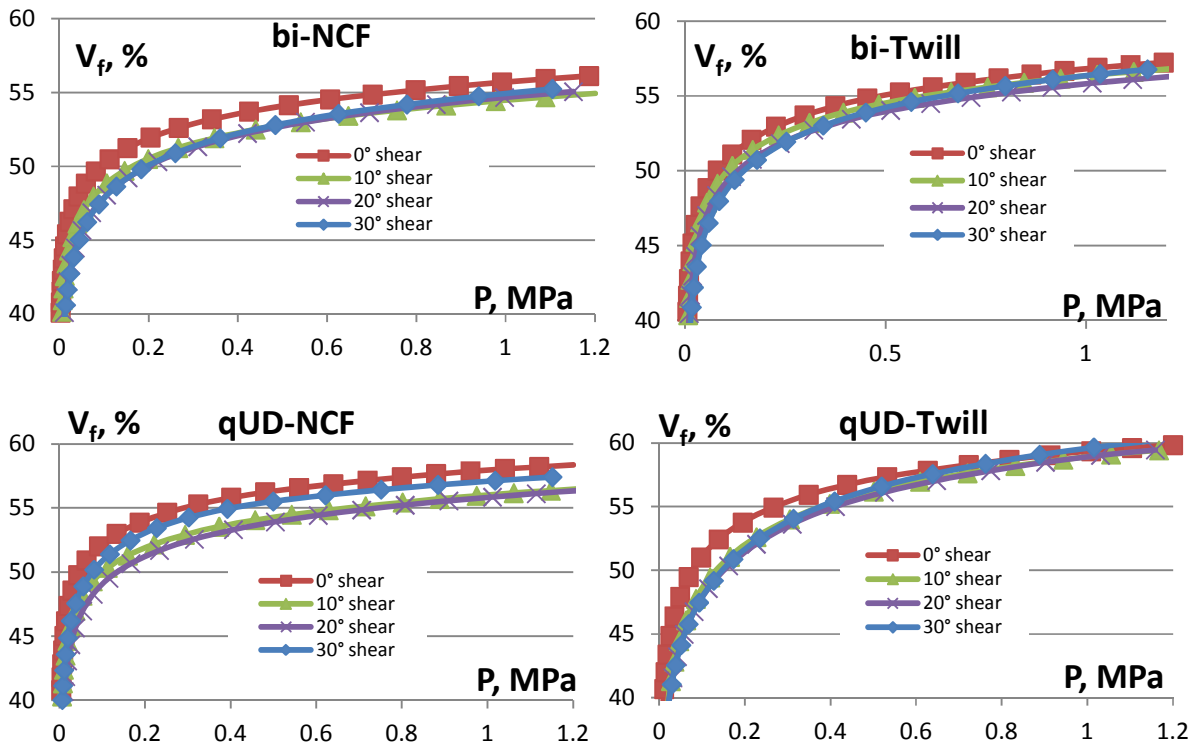 bi-NCF
V_f, %
60
55
50
45
40
0° shear
10° shear
20° shear
30° shear
P, MPa
0 0.2 0.4 0.6 0.8 1 1.2
bi-Twill
V_f, %
60
55
50
45
40
0° shear
10° shear
20° shear
30° shear
P, MPa
0 0.5 1
qUD-NCF
V_f, %
60
55
50
45
40
0° shear
10° shear
20° shear
30° shear
P, MPa
0 0.2 0.4 0.6 0.8 1 1.2
qUD-Twill
V_f, %
60
55
50
45
40
0° shear
10° shear
20° shear
30° shear
P, MPa
0 0.2 0.4 0.6 0.8 1 1.2